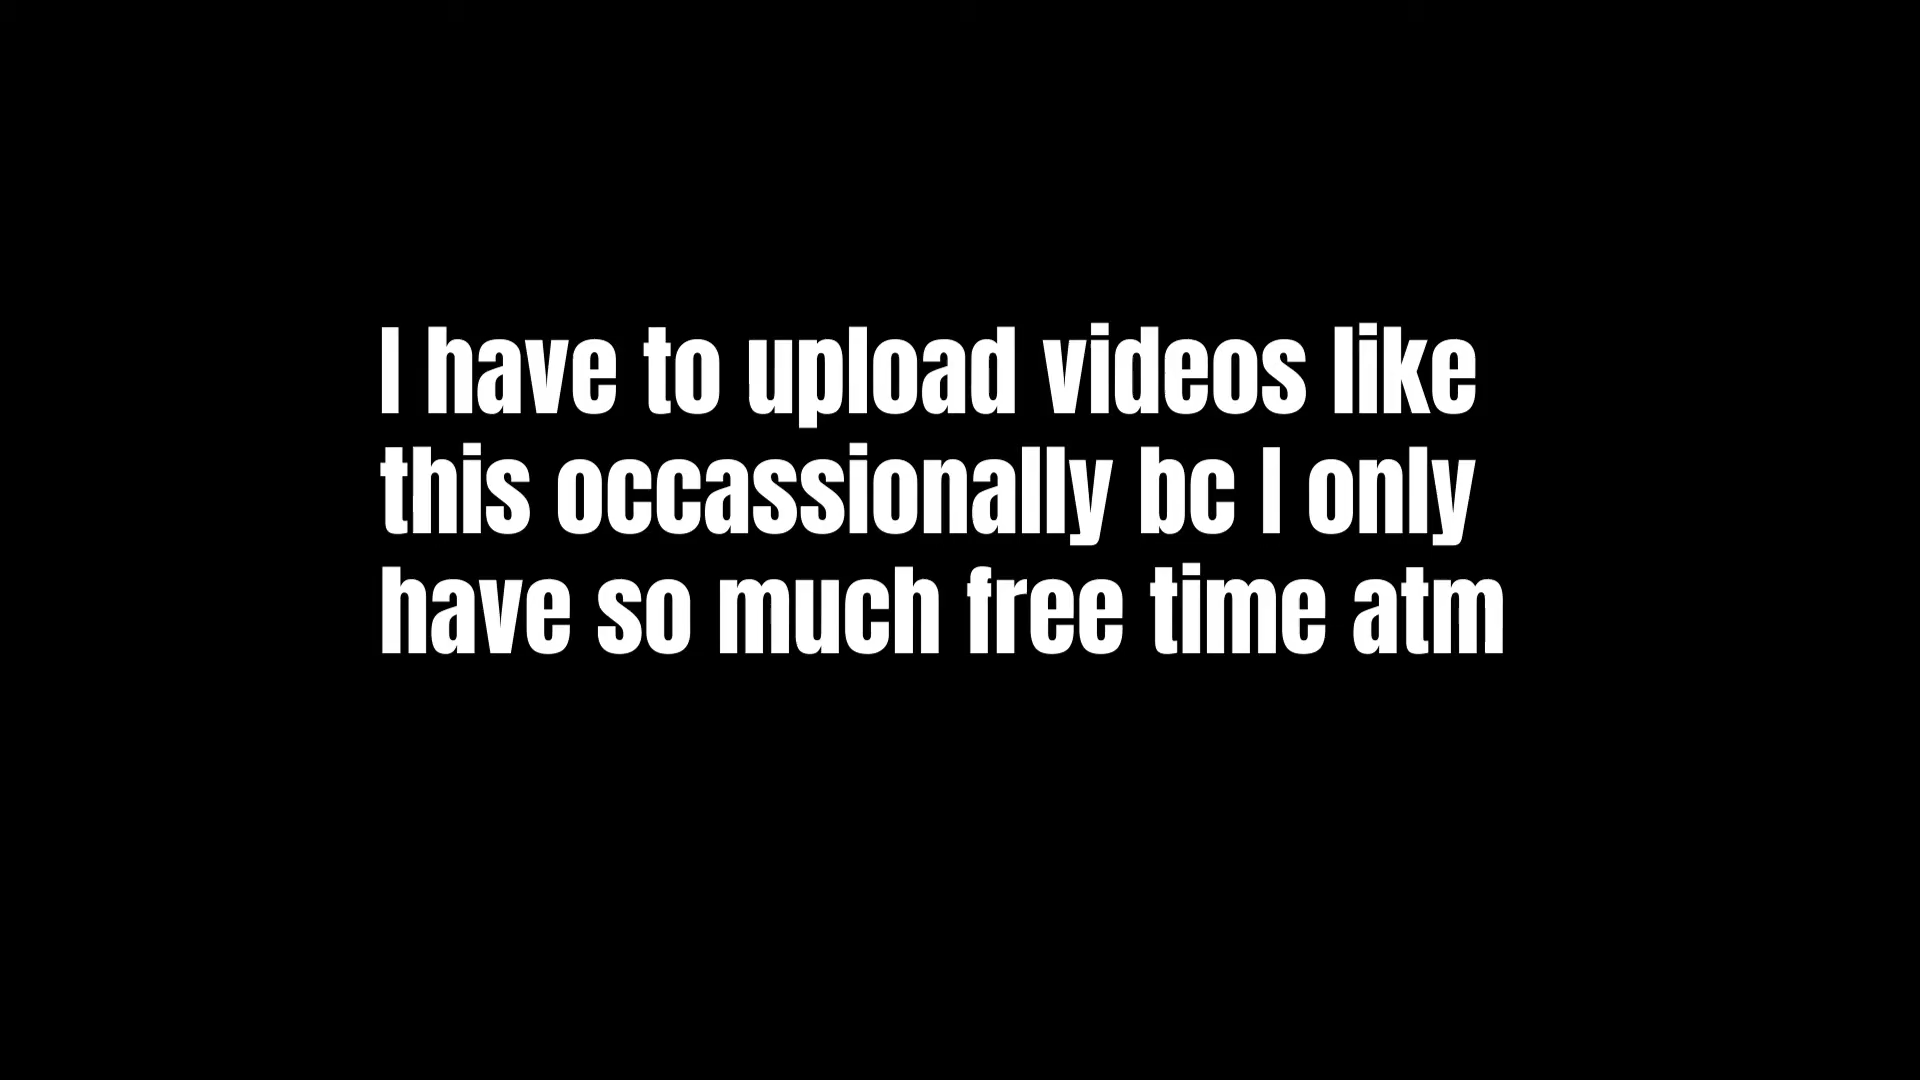 I have to upload videos like
this occassionally bc I only
have so much free time atm